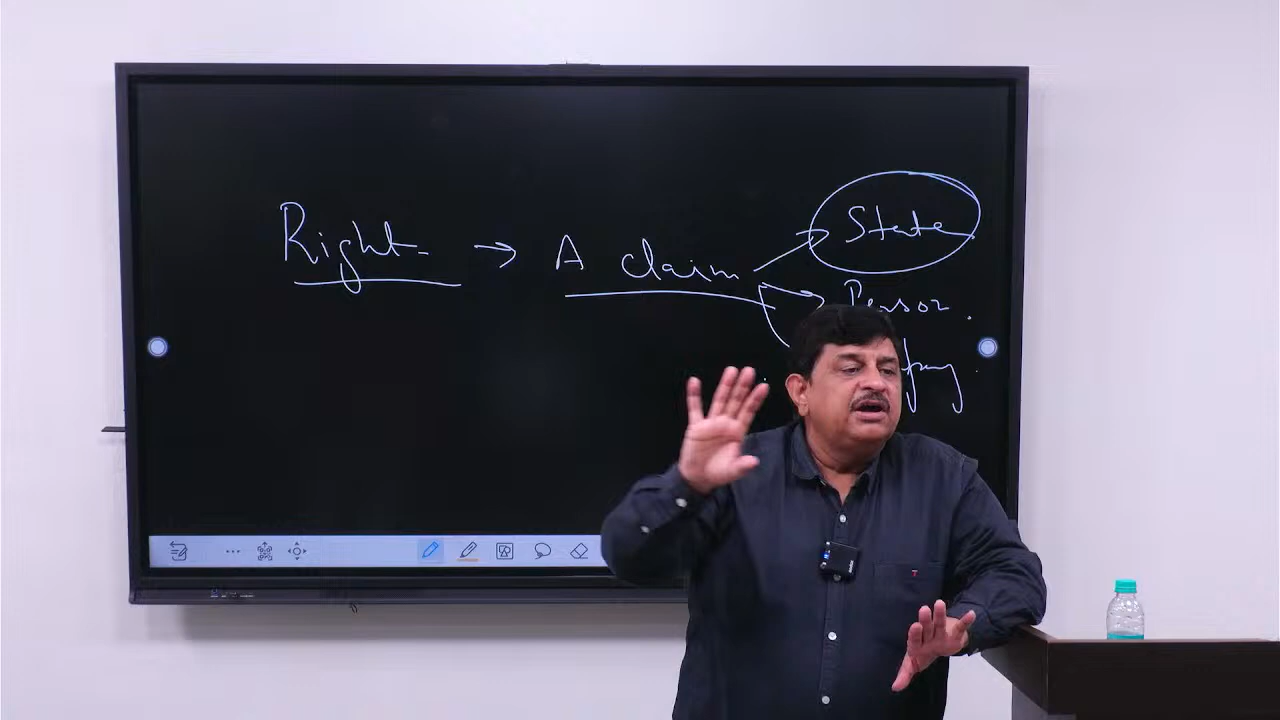 Right → A claim → State
→ Person.